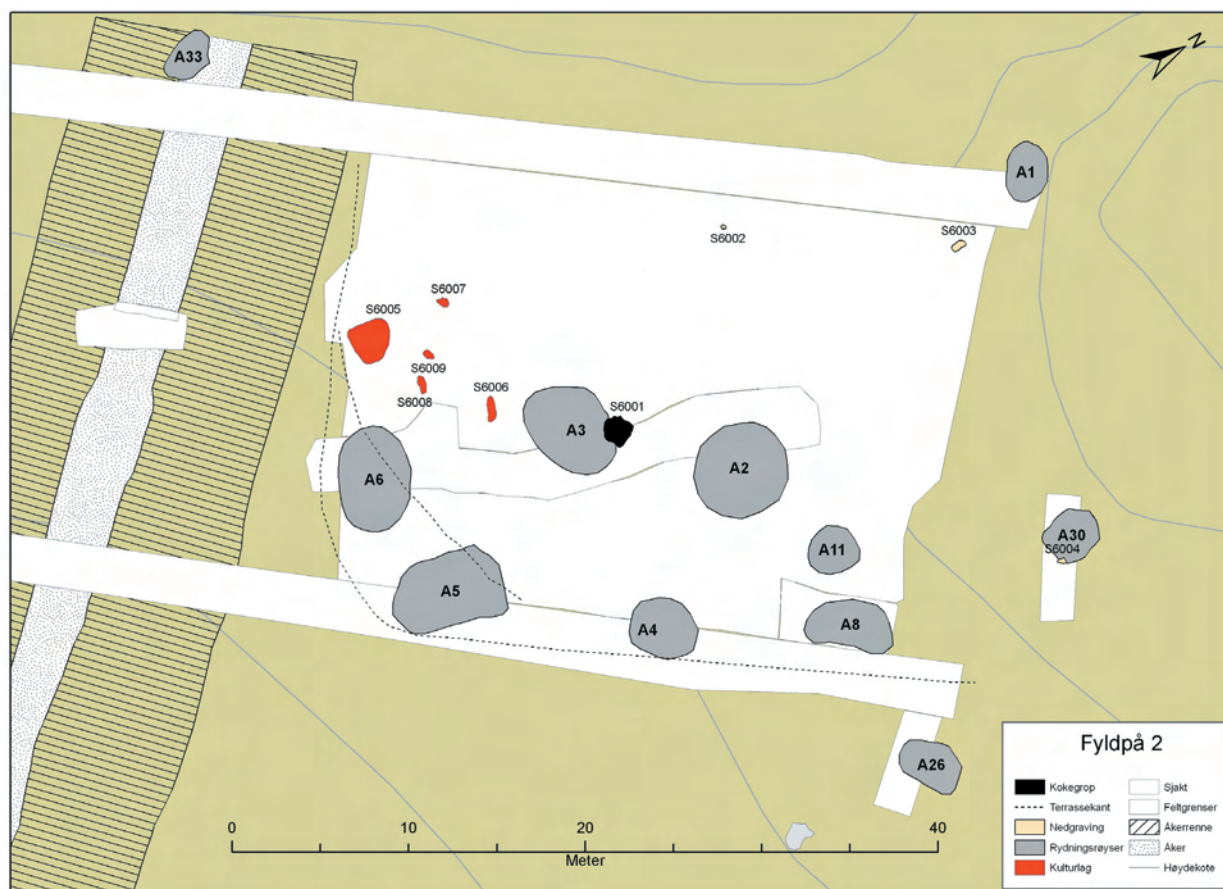 A33
N
A1
S6002
S6003
S6007
S6005
S6009
S6008
S6006
S6001
A3
A2
A6
A30
S6004
A11
A5
A4
A8
A26
Fyldpå 2
Kokegrop
Sjakt
Terrassekant
Feltgrenser
Nedgraving
Åkerrenne
Rydningsrøyser
Åker
Kulturlag
Høydekote
0 10 20 40
Meter